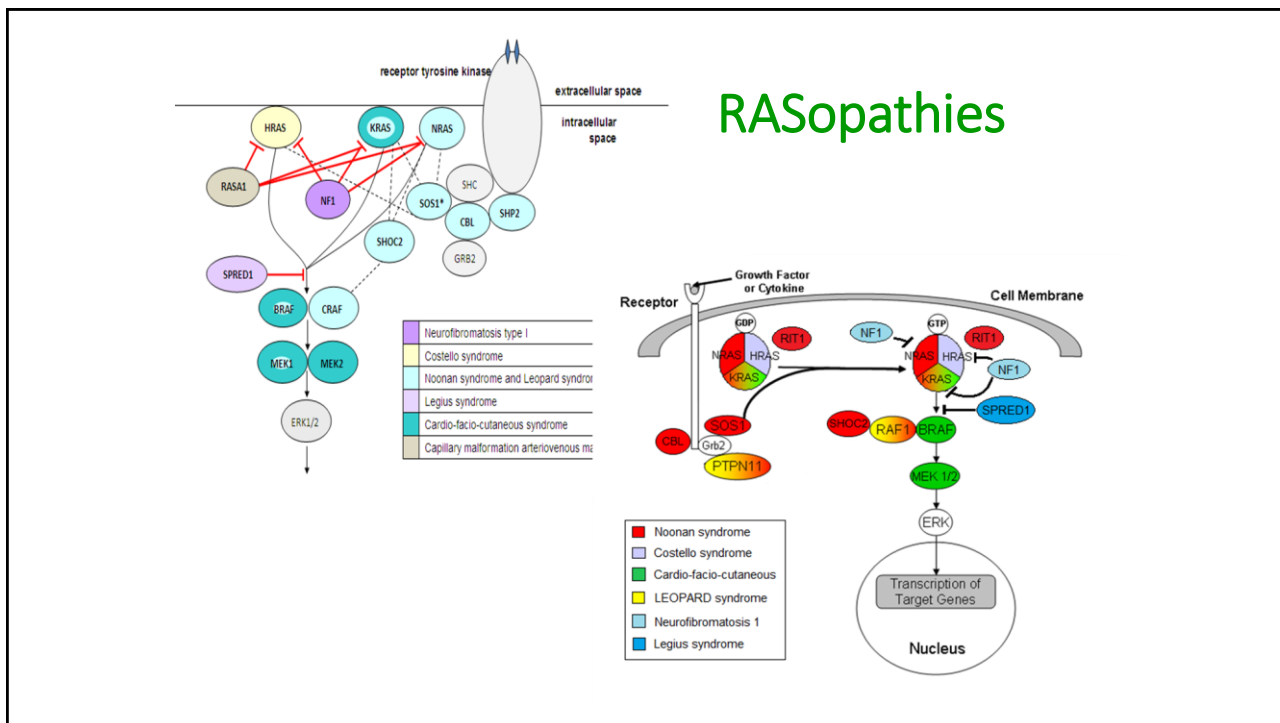 RASopathies
receptor tyrosine kinase
extracellular space
intracellular
space
HRAS
KRAS
NRAS
RASA1
NF1
SOS1*
SHC
CBL
SHP2
SHOC2
GRB2
SPRED1
BRAF
CRAF
MEK1
MEK2
ERK1/2
Neurofibromatosis type I
Costello syndrome
Noonan syndrome and Leopard
Legius syndrome
Cardio-facio-cutaneous syndrome
Capillary malformation arteriovenous
Growth Factor
or Cytokine
Receptor
Cell Membrane
GDP
RIT1
NRAS
HRAS
KRAS
NF1
GTP
RIT1
NRAS
HRAS
KRAS
NF1
SPRED1
SOS1
CBL
Grb2
PTPN11
SHOC2
RAF1
BRAF
MEK 1/2
ERK
Transcription of
Target Genes
Nucleus
Noonan syndrome
Costello syndrome
Cardio-facio-cutaneous
LEOPARD syndrome
Neurofibromatosis 1
Legius syndrome